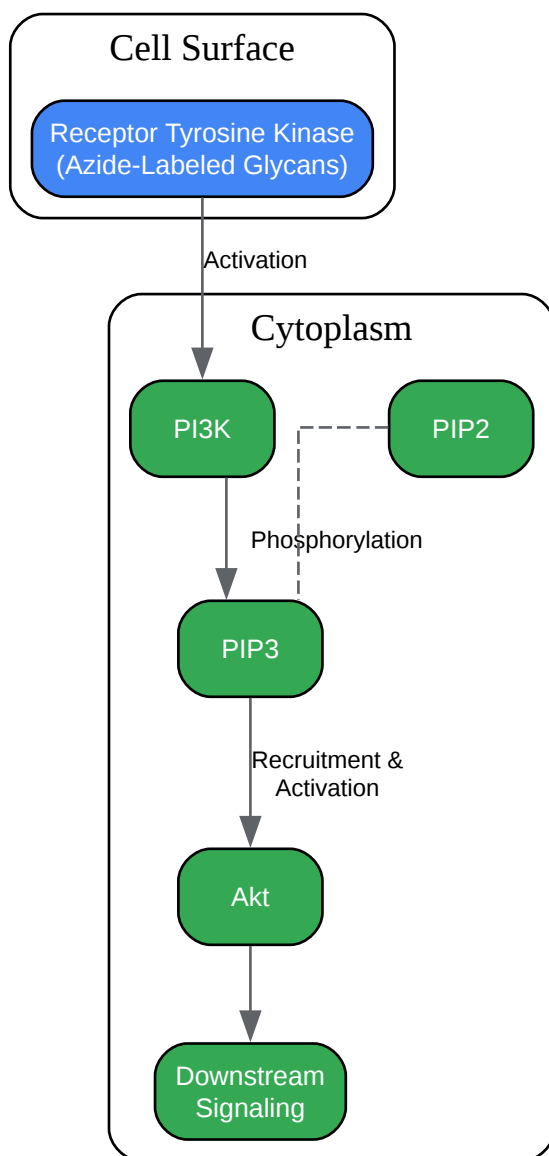 Cell Surface
Receptor Tyrosine Kinase
(Azide-Labeled Glycans)
Activation
Cytoplasm
PI3K
PIP2
Phosphorylation
PIP3
Recruitment &
Activation
Akt
Downstream
Signaling